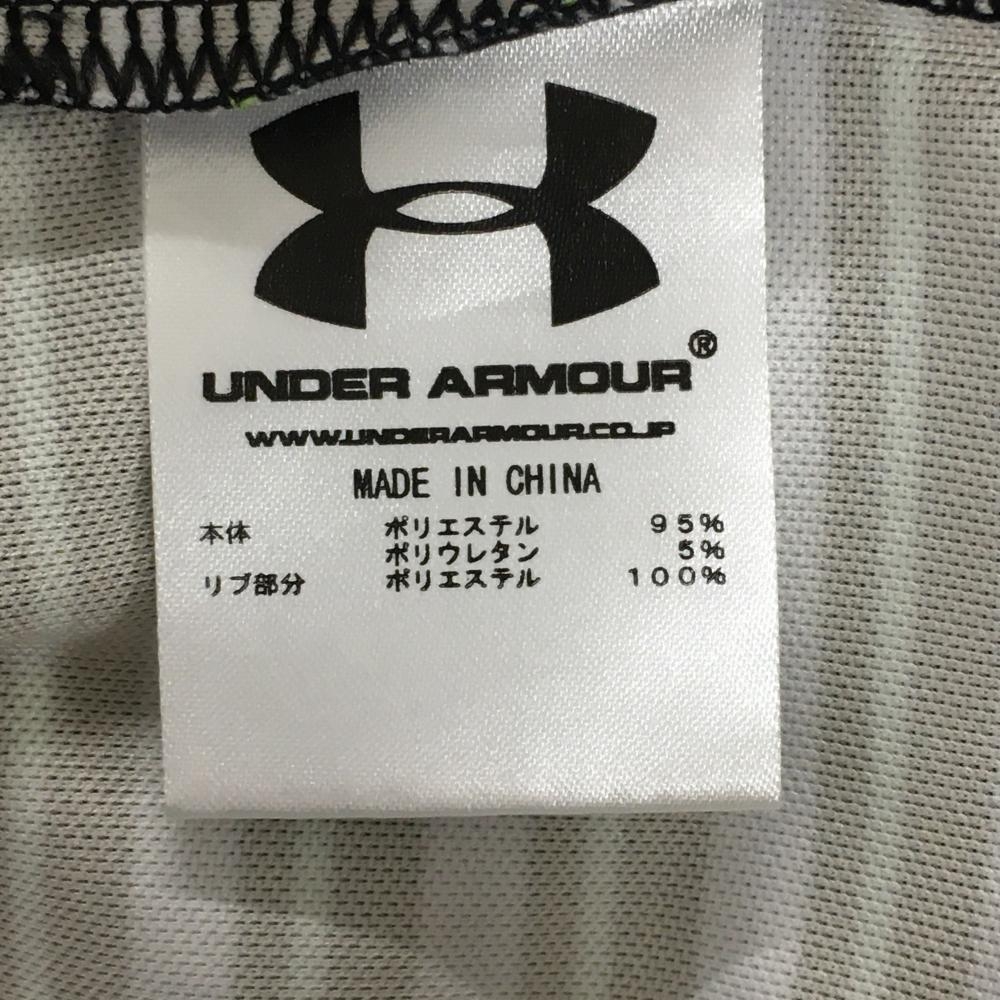 UNDER ARMOUR®
WWW.UNDERARMOUR.CO.JP
MADE IN CHINA
本体 ポリエステル 95%
ポリウレタン 5%
リブ部分 ポリエステル 100%